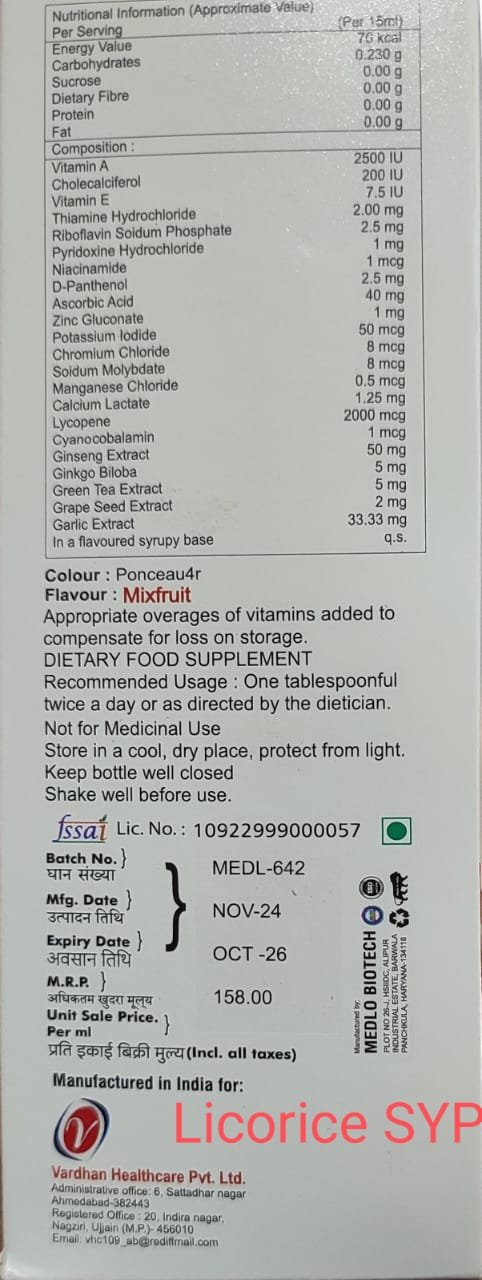 Nutritional Information (Approximate Value)
Per Serving (Per 15ml)
Energy Value 76 kcal
Carbohydrates 0.230 g
Sucrose 0.00 g
Dietary Fibre 0.00 g
Protein 0.00 g
Fat 0.00 g
Composition :
Vitamin A 2500 IU
Cholecalciferol 200 IU
Vitamin E 7.5 IU
Thiamine Hydrochloride 2.00 mg
Riboflavin Soidum Phosphate 2.5 mg
Pyridoxine Hydrochloride 1 mg
Niacinamide 1 mcg
D-Panthenol 2.5 mg
Ascorbic Acid 40 mg
Zinc Gluconate 1 mg
Potassium Iodide 50 mcg
Chromium Chloride 8 mcg
Soidum Molybdate 8 mcg
Manganese Chloride 0.5 mcg
Calcium Lactate 1.25 mg
Lycopene 2000 mcg
Cyanocobalamin 1 mcg
Ginseng Extract 50 mg
Ginkgo Biloba 5 mg
Green Tea Extract 5 mg
Grape Seed Extract 2 mg
Garlic Extract 33.33 mg
In a flavoured syrupy base q.s.
Colour : Ponceau4r
Flavour : Mixfruit
Appropriate overages of vitamins added to
compensate for loss on storage.
DIETARY FOOD SUPPLEMENT
Recommended Usage : One tablespoonful
twice a day or as directed by the dietician.
Not for Medicinal Use
Store in a cool, dry place, protect from light.
Keep bottle well closed
Shake well before use.
fssai Lic. No. : 10922999000057
Batch No. } MEDL-642
घान संख्या
Mfg. Date } NOV-24
उत्पादन तिथि
Expiry Date } OCT -26
अवसान तिथि
M.R.P. } 158.00
अधिकतम खुदरा मूल्य
Unit Sale Price. }
Per ml
प्रति इकाई बिक्री मुल्य (Incl. all taxes)
Manufactured by:
MEDLO BIOTECH
PLOT NO 26-J, HSIIDC, ALIPUR
INDUSTRIAL ESTATE, BARWALA
PANCHKULA, HARYANA-134118
Manufactured in India for:
Licorice SYP
Vardhan Healthcare Pvt. Ltd.
Administrative office: 6, Sattadhar nagar
Ahmedabad-382443
Registered Office : 20, Indira nagar,
Nagziri, Ujjain (M.P.)- 456010
Email: vhc109_ab@rediffmail.com